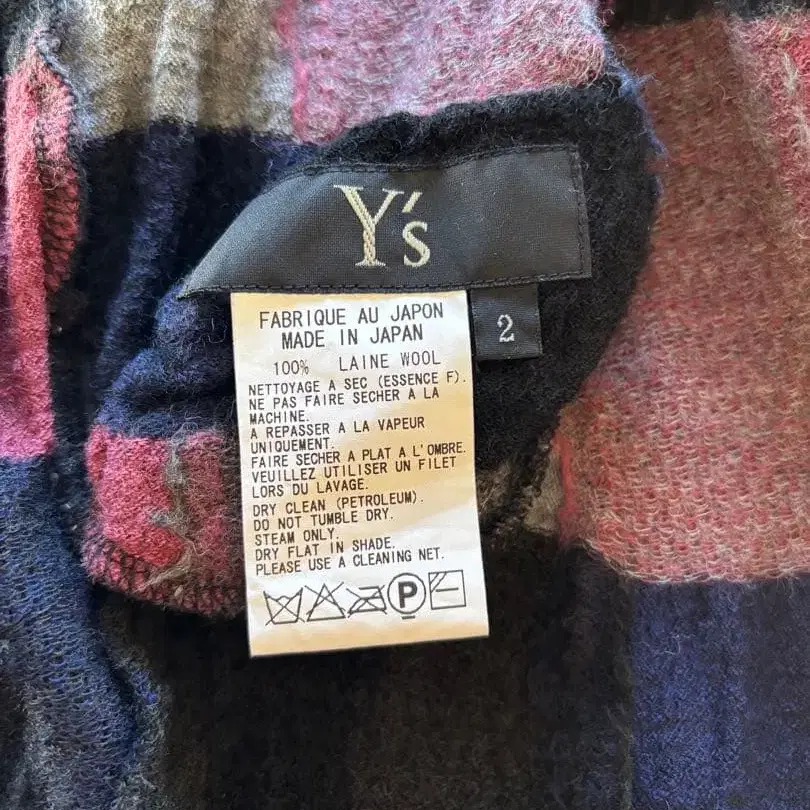 Y's
2
FABRIQUE AU JAPON
MADE IN JAPAN
100% LAINE WOOL
NETTOYAGE A SEC (ESSENCE F).
NE PAS FAIRE SECHER A LA
MACHINE.
A REPASSER A LA VAPEUR
UNIQUEMENT.
FAIRE SECHER A PLAT A L'OMBRE.
VEUILLEZ UTILISER UN FILET
LORS DU LAVAGE.
DRY CLEAN (PETROLEUM).
DO NOT TUMBLE DRY.
STEAM ONLY.
DRY FLAT IN SHADE.
PLEASE USE A CLEANING NET.
P